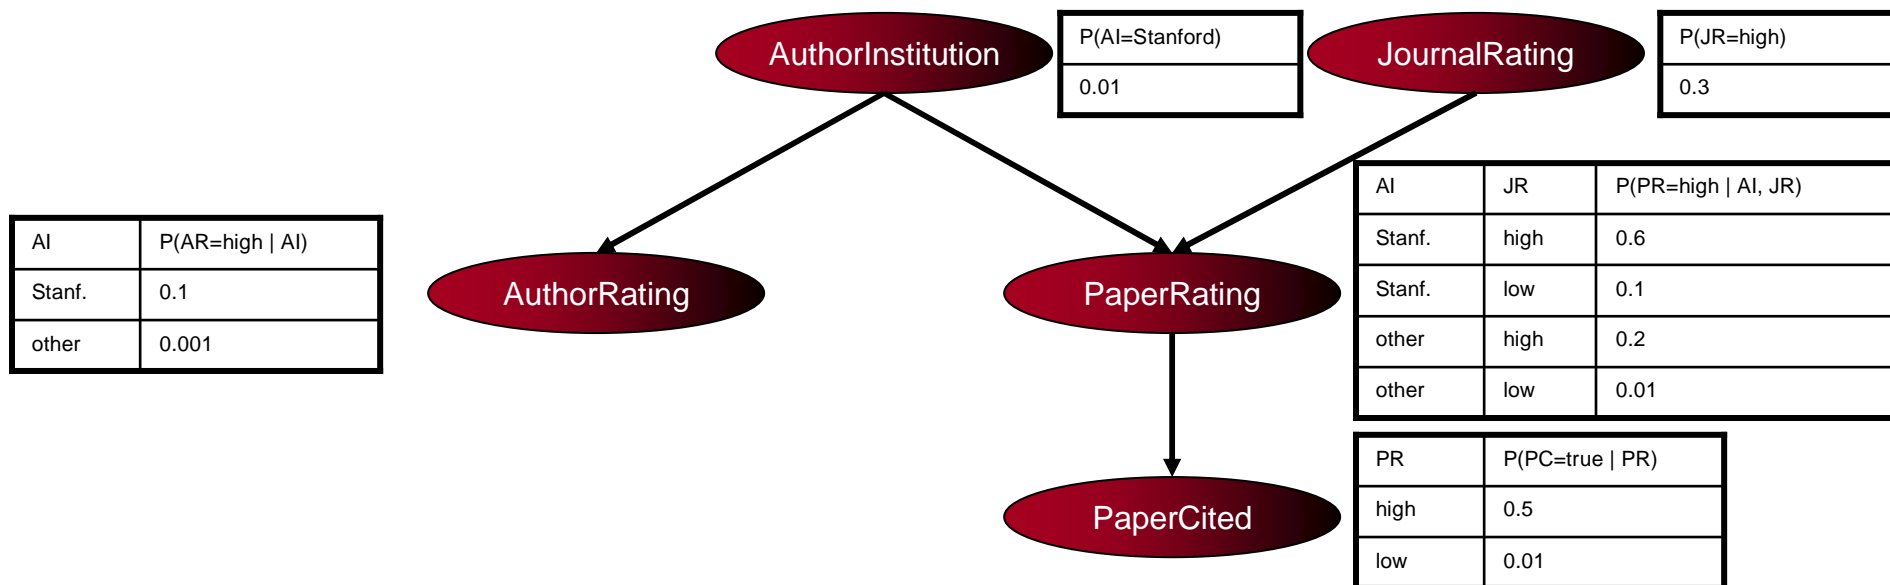 AuthorInstitution
P(AI=Stanford)
0.01
JournalRating
P(JR=high)
0.3
AI P(AR=high | AI)
Stanf. 0.1
other 0.001
AuthorRating
PaperRating
AI JR P(PR=high | AI, JR)
Stanf. high 0.6
Stanf. low 0.1
other high 0.2
other low 0.01
PaperCited
PR P(PC=true | PR)
high 0.5
low 0.01